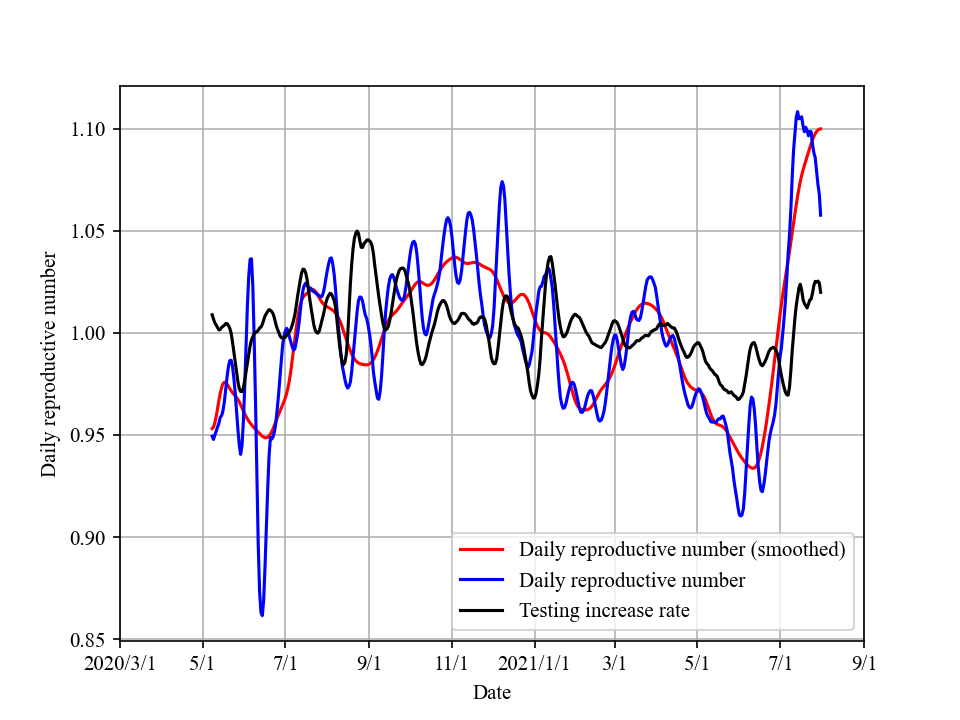 1.10
1.05
1.00
0.95
0.90
0.85
Daily reproductive number
Daily reproductive number (smoothed)
Daily reproductive number
Testing increase rate
2020/3/1 5/1 7/1 9/1 11/1 2021/1/1 3/1 5/1 7/1 9/1
Date